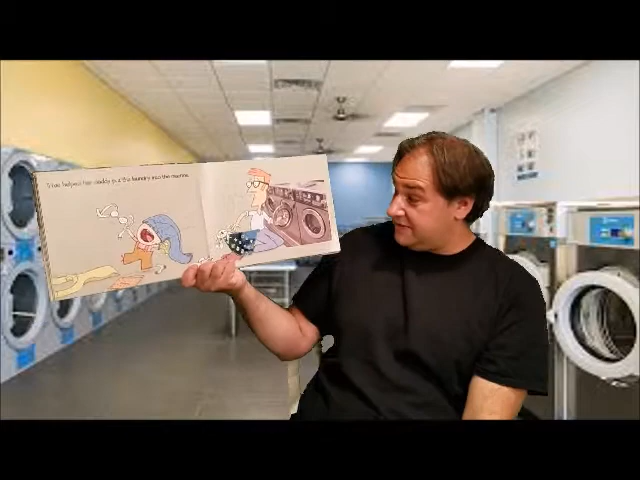 Trixie helped her daddy put the laundry into the machine.